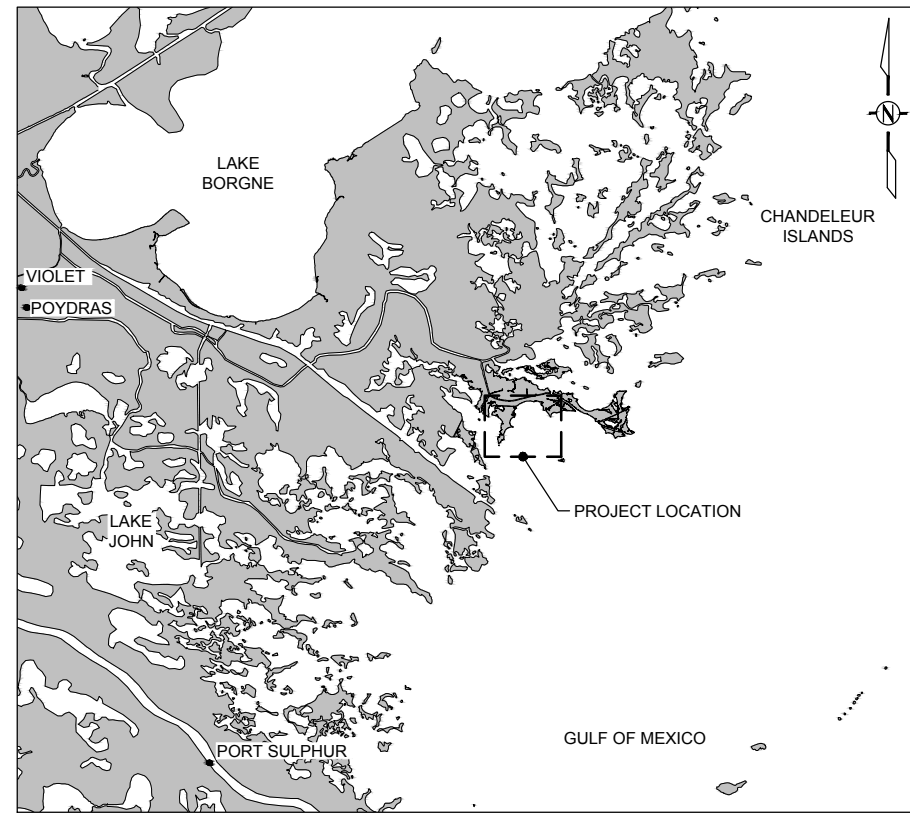 N
LAKE
BORGNE
CHANDELEUR
ISLANDS
VIOLET
POYDRAS
PROJECT LOCATION
LAKE
JOHN
GULF OF MEXICO
PORT SULPHUR